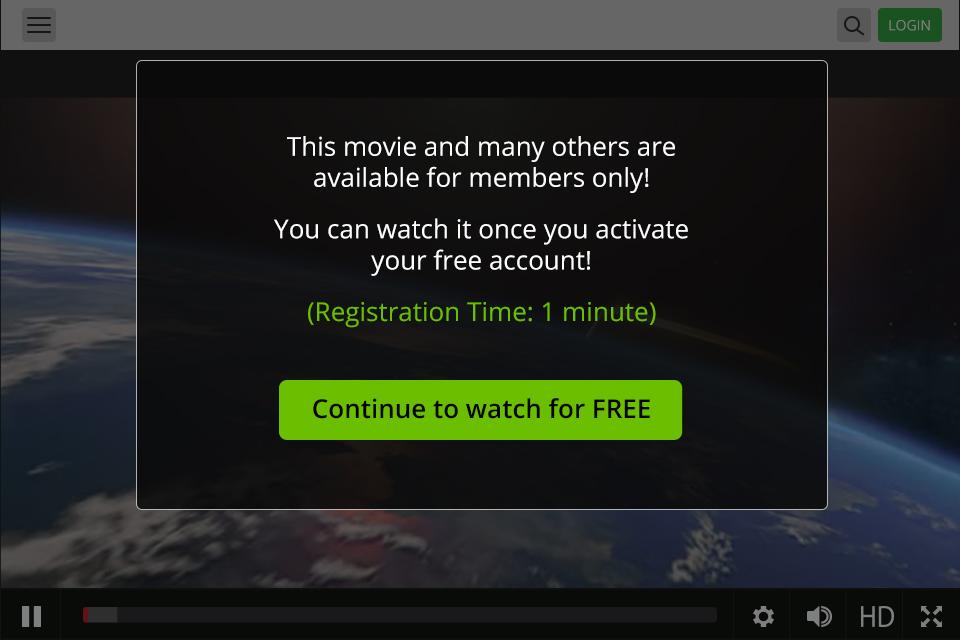 LOGIN
This movie and many others are
available for members only!
You can watch it once you activate
your free account!
(Registration Time: 1 minute)
Continue to watch for FREE
HD